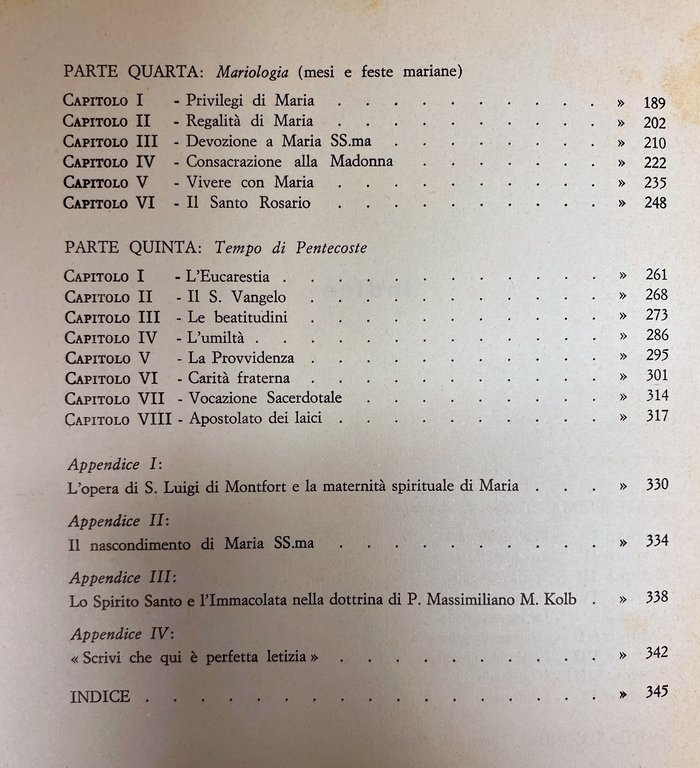 PARTE QUARTA: Mariologia (mesi e feste mariane)
CAPITOLO I - Privilegi di Maria . . . . . . . . . . » 189
CAPITOLO II - Regalità di Maria . . . . . . . . . . » 202
CAPITOLO III - Devozione a Maria SS.ma . . . . . . . » 210
CAPITOLO IV - Consacrazione alla Madonna . . . . . . . » 222
CAPITOLO V - Vivere con Maria . . . . . . . . . . » 235
CAPITOLO VI - Il Santo Rosario . . . . . . . . . . » 248
PARTE QUINTA: Tempo di Pentecoste
CAPITOLO I - L'Eucarestia . . . . . . . . . . . . » 261
CAPITOLO II - Il S. Vangelo . . . . . . . . . . . » 268
CAPITOLO III - Le beatitudini . . . . . . . . . . . » 273
CAPITOLO IV - L'umiltà . . . . . . . . . . . . . » 286
CAPITOLO V - La Provvidenza . . . . . . . . . . . » 295
CAPITOLO VI - Carità fraterna . . . . . . . . . . . » 301
CAPITOLO VII - Vocazione Sacerdotale . . . . . . . . . » 314
CAPITOLO VIII - Apostolato dei laici . . . . . . . . . . » 317
Appendice I:
L'opera di S. Luigi di Montfort e la maternità spirituale di Maria . . . » 330
Appendice II:
Il nascondimento di Maria SS.ma . . . . . . . . . . » 334
Appendice III:
Lo Spirito Santo e l'Immacolata nella dottrina di P. Massimiliano M. Kolb . » 338
Appendice IV:
« Scrivi che qui è perfetta letizia » . . . . . . . . . . » 342
INDICE . . . . . . . . . . . . . . . . . » 345